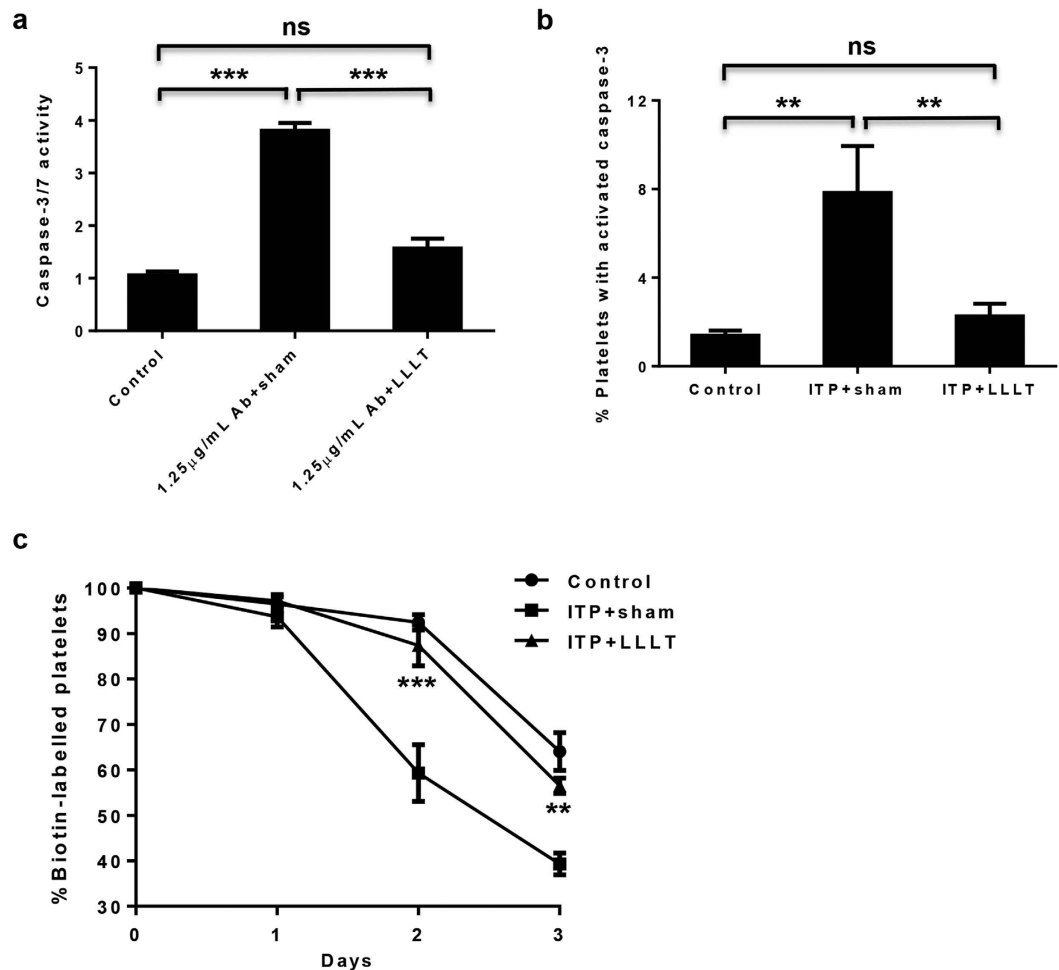 a
ns
***
***
5
4
3
2
1
0
Caspase-3/7 activity
Control
1.25μg/mL Ab+sham
1.25μg/mL Ab+LLLT
b
ns
**
**
12
8
4
0
% Platelets with activated caspase-3
Control
ITP+sham
ITP+LLLT
c
100
90
80
70
60
50
40
30
%Biotin-labelled platelets
0
1
2
3
Days
***
**
Control
ITP+sham
ITP+LLLT